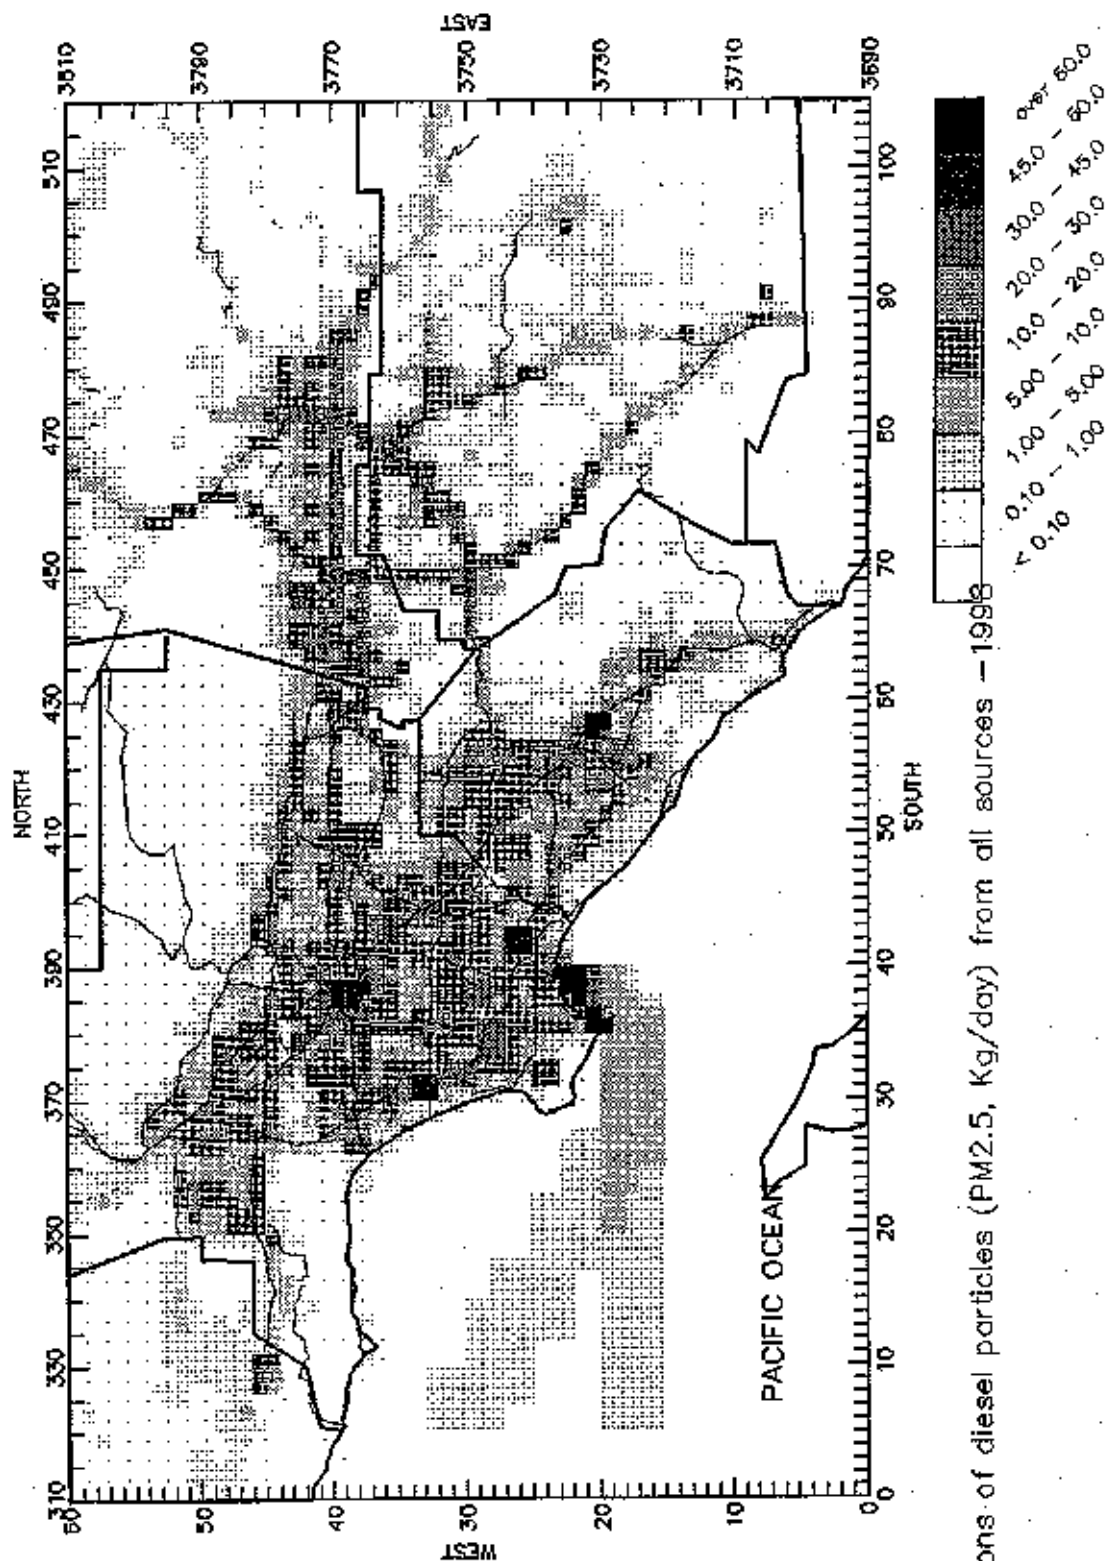 NORTH
310 330 350 370 390 410 430 450 470 490 510
60 3810
50 3790
40 3770
WEST EAST
30 3750
20 3730
10 3710
0 3690
PACIFIC OCEAN
0 10 20 30 40 50 60 70 80 90 100
SOUTH
ons of diesel particles (PM2.5, Kg/day) from all sources -1998
< 0.10
0.10 - 1.00
1.00 - 5.00
5.00 - 10.0
10.0 - 20.0
20.0 - 30.0
30.0 - 45.0
45.0 - 60.0
over 60.0